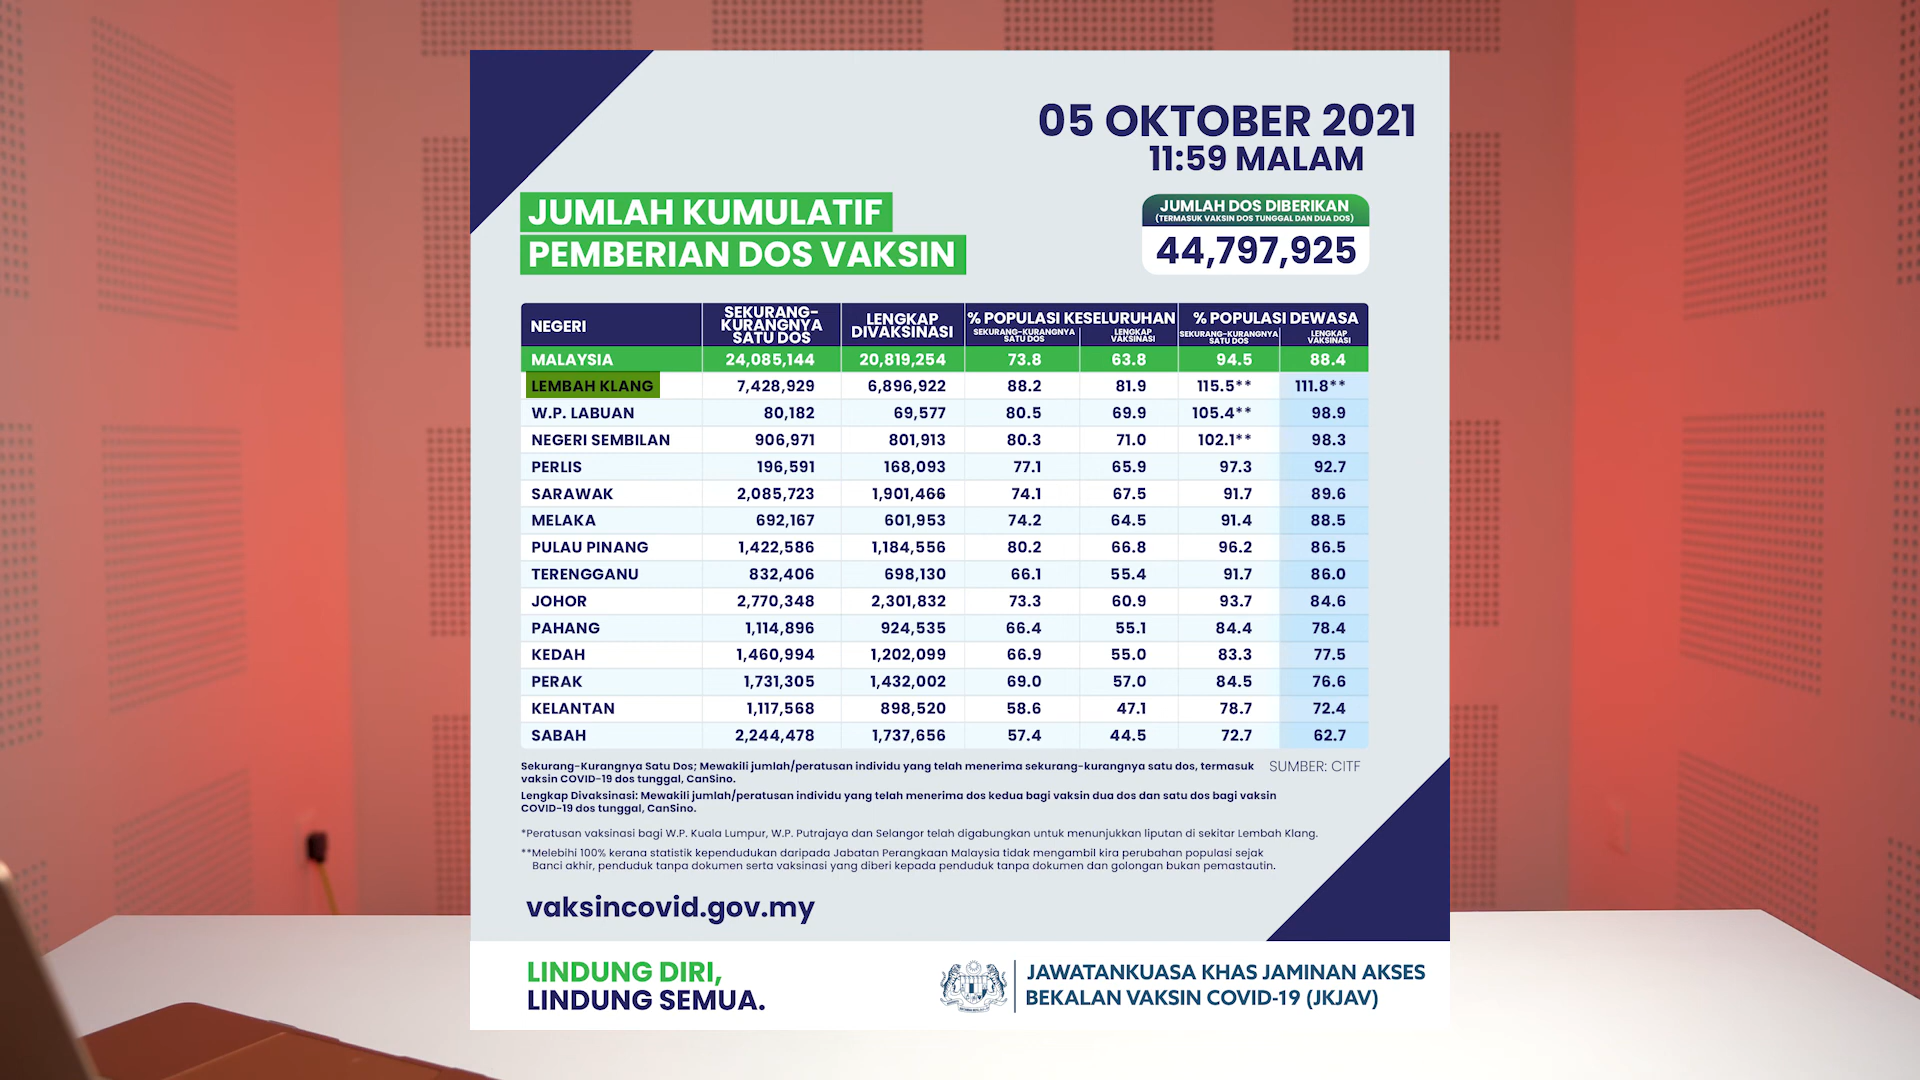 05 OKTOBER 2021
11:59 MALAM
JUMLAH KUMULATIF
PEMBERIAN DOS VAKSIN
JUMLAH DOS DIBERIKAN
(TERMASUK VAKSIN DOS TUNGGAL DAN DUA DOS)
44,797,925
NEGERI SEKURANG-KURANGNYA SATU DOS LENGKAP DIVAKSINASI % POPULASI KESELURUHAN % POPULASI DEWASA
SEKURANG-KURANGNYA SATU DOS LENGKAP VAKSINASI SEKURANG-KURANGNYA SATU DOS LENGKAP VAKSINASI
MALAYSIA 24,085,144 20,819,254 73.8 63.8 94.5 88.4
LEMBAH KLANG 7,428,929 6,896,922 88.2 81.9 115.5** 111.8**
W.P. LABUAN 80,182 69,577 80.5 69.9 105.4** 98.9
NEGERI SEMBILAN 906,971 801,913 80.3 71.0 102.1** 98.3
PERLIS 196,591 168,093 77.1 65.9 97.3 92.7
SARAWAK 2,085,723 1,901,466 74.1 67.5 91.7 89.6
MELAKA 692,167 601,953 74.2 64.5 91.4 88.5
PULAU PINANG 1,422,586 1,184,556 80.2 66.8 96.2 86.5
TERENGGANU 832,406 698,130 66.1 55.4 91.7 86.0
JOHOR 2,770,348 2,301,832 73.3 60.9 93.7 84.6
PAHANG 1,114,896 924,535 66.4 55.1 84.4 78.4
KEDAH 1,460,994 1,202,099 66.9 55.0 83.3 77.5
PERAK 1,731,305 1,432,002 69.0 57.0 84.5 76.6
KELANTAN 1,117,568 898,520 58.6 47.1 78.7 72.4
SABAH 2,244,478 1,737,656 57.4 44.5 72.7 62.7
Sekurang-Kurangnya Satu Dos; Mewakili jumlah/peratusan individu yang telah menerima sekurang-kurangnya satu dos, termasuk
vaksin COVID-19 dos tunggal, CanSino.
SUMBER: CITF
Lengkap Divaksinasi: Mewakili jumlah/peratusan individu yang telah menerima dos kedua bagi vaksin dua dos dan satu dos bagi vaksin
COVID-19 dos tunggal, CanSino.
*Peratusan vaksinasi bagi W.P. Kuala Lumpur, W.P. Putrajaya dan Selangor telah digabungkan untuk menunjukkan liputan di sekitar Lembah Klang.
**Melebihi 100% kerana statistik kependudukan daripada Jabatan Perangkaan Malaysia tidak mengambil kira perubahan populasi sejak
Banci akhir, penduduk tanpa dokumen serta vaksinasi yang diberi kepada penduduk tanpa dokumen dan golongan bukan pemastautin.
vaksincovid.gov.my
LINDUNG DIRI,
LINDUNG SEMUA.
JAWATANKUASA KHAS JAMINAN AKSES
BEKALAN VAKSIN COVID-19 (JKJAV)